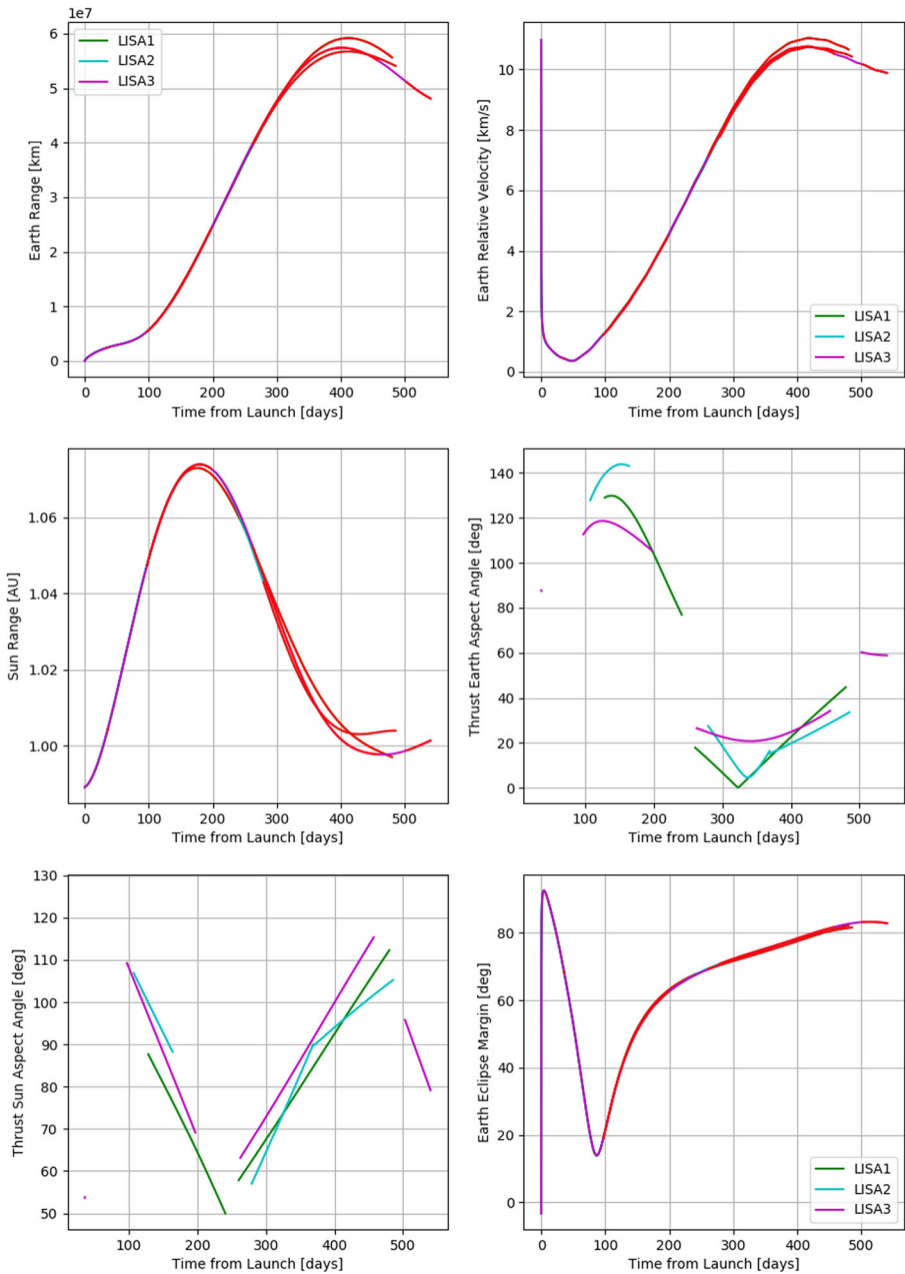 1e7
LISA1
LISA2
LISA3
Earth Range [km]
6
5
4
3
2
1
0
0 100 200 300 400 500
Time from Launch [days]
Earth Relative Velocity [km/s]
10
8
6
4
2
0
LISA1
LISA2
LISA3
0 100 200 300 400 500
Time from Launch [days]
Sun Range [AU]
1.06
1.04
1.02
1.00
0 100 200 300 400 500
Time from Launch [days]
Thrust Earth Aspect Angle [deg]
140
120
100
80
60
40
20
0
0 100 200 300 400 500
Time from Launch [days]
Thrust Sun Aspect Angle [deg]
130
120
110
100
90
80
70
60
50
100 200 300 400 500
Time from Launch [days]
Earth Eclipse Margin [deg]
80
60
40
20
0
LISA1
LISA2
LISA3
0 100 200 300 400 500
Time from Launch [days]